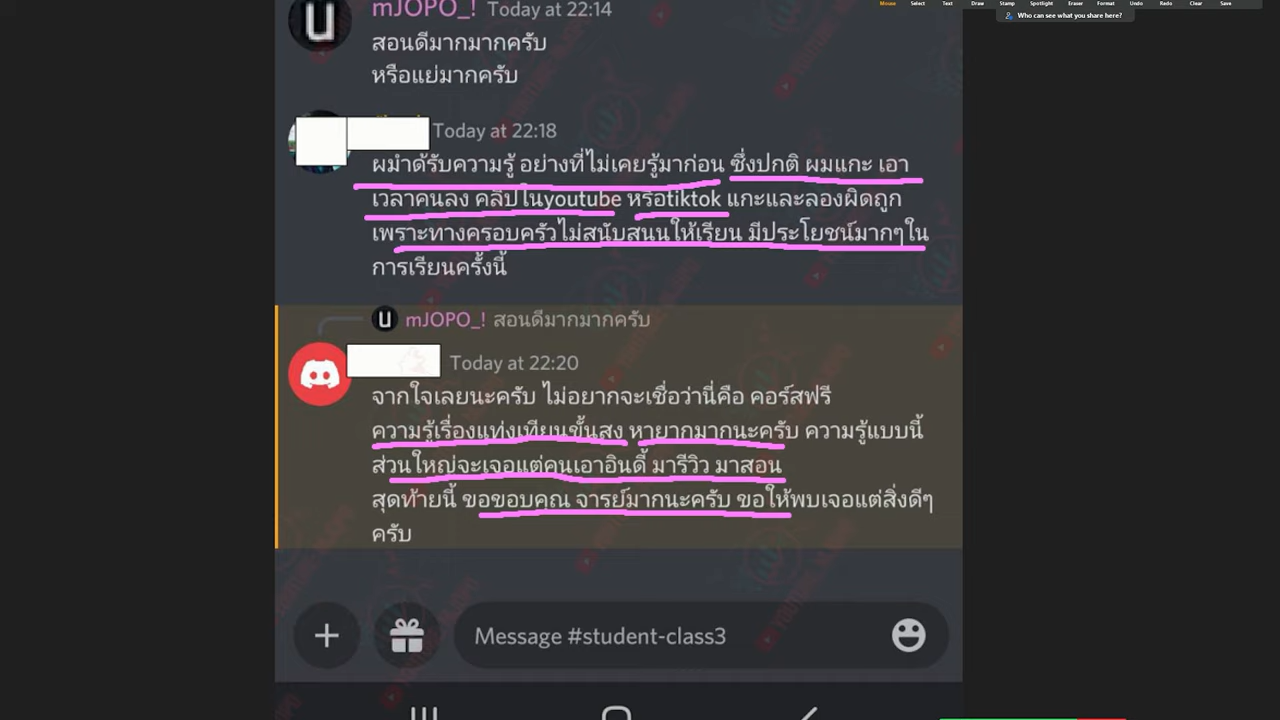 Mouse Select Text Draw Stamp Spotlight Eraser Format Undo Redo Clear Save
Who can see what you share here?
mJOPO_! Today at 22:14
สอนดีมากมากครับ
หรือแย่มากครับ
Today at 22:18
ผมำด้รับความรู้ อย่างที่ไม่เคยรู้มาก่อน ซึ่งปกติ ผมแกะ เอา
เวลาคนลง คลีปในyoutube หรือtiktok แกะและลองผิดถูก
เพราะทางครอบครัวไม่สนับสนนให้เรียน มีประโยชน์มากๆใน
การเรียนครั้งนี้
mJOPO_! สอนดีมากมากครับ
Today at 22:20
จากใจเลยนะครับ ไม่อยากจะเชื่อว่านี่คือ คอร์สฟรี
ความรู้เรื่องแท่งเทียนขั้นสูง หายากมากนะครับ ความรู้แบบนี้
ส่วนใหญ่จะเจอแต่คนเอาอินดี้ มารีวิว มาสอน
สุดท้ายนี้ ขอขอบคุณ จารย์มากนะครับ ขอให้พบเจอแต่สิ่งดีๆ
ครับ
Message #student-class3